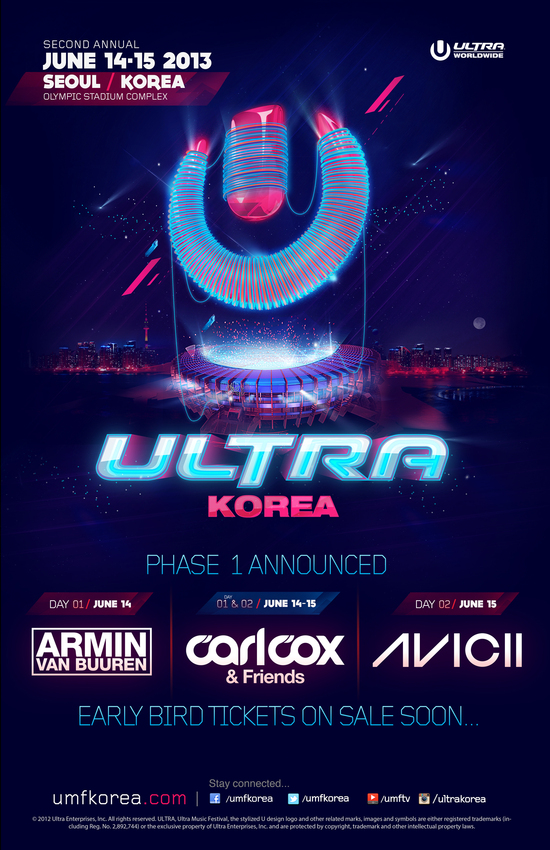 SECOND ANNUAL
JUNE 14-15 2013
SEOUL / KOREA
OLYMPIC STADIUM COMPLEX
ULTRA
WORLDWIDE
ULTRA
KOREA
PHASE 1 ANNOUNCED
DAY 01 / JUNE 14
ARMIN
VAN BUUREN
DAY
01 & 02 / JUNE 14-15
carl cox
& Friends
DAY 02 / JUNE 15
AVICII
EARLY BIRD TICKETS ON SALE SOON...
Stay connected...
umfkorea.com | /umfkorea /umfkorea /umftv /ultrakorea
© 2012 Ultra Enterprises, Inc. All rights reserved. ULTRA, Ultra Music Festival, the stylized U design logo and other related marks, images and symbols are either registered trademarks (in-
cluding Reg. No. 2,892,744) or the exclusive property of Ultra Enterprises, Inc. and are protected by copyright, trademark and other intellectual property laws.